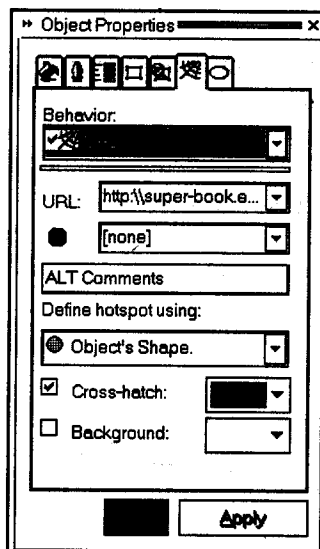 Object Properties
Behavior:
URL: http:\\super-book.e...
[none]
ALT Comments
Define hotspot using:
Object's Shape.
Cross-hatch:
Background:
Apply